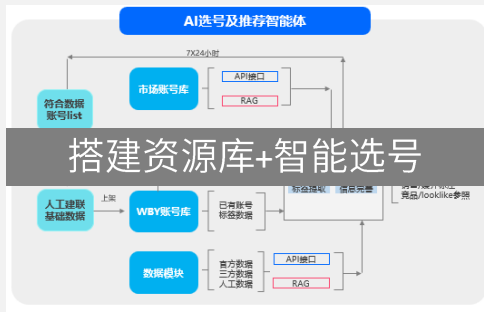 AI选号及推荐智能体
7X24小时
市场账号库
API接口
RAG
符合数据
账号list
搭建资源库+智能选号
标签提取
信息完善
竞品/looklike参照
人工建联
基础数据
上架
WBY账号库
已有账号
标签数据
数据模块
官方数据
三方数据
人工数据
API接口
RAG